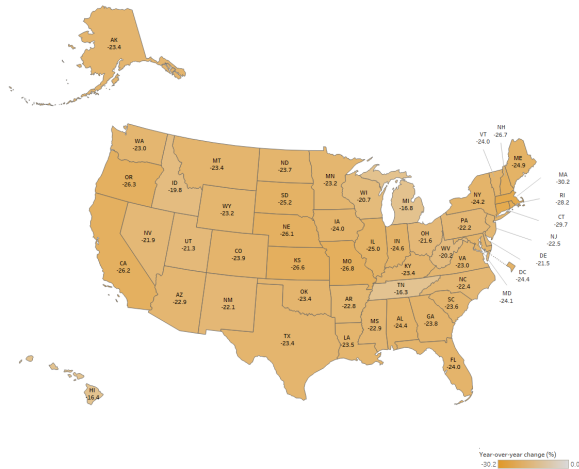 AK
-23.4
NH
-26.7
VT
-24.0
WA
-23.0
MT
-23.4
ND
-23.7
MN
-23.2
ME
-24.9
OR
-26.3
ID
-19.8
WI
-20.7
MI
-16.8
NY
-24.2
MA
-30.2
RI
-28.2
CT
-29.7
NJ
-22.5
DE
-21.5
DC
-24.4
MD
-24.1
SD
-25.2
WY
-23.2
IA
-24.0
NE
-26.1
PA
-22.2
OH
-21.6
IN
-24.6
IL
-25.0
NV
-21.9
UT
-21.3
CO
-23.9
KS
-26.6
MO
-26.8
WV
-20.2
VA
-23.0
KY
-23.4
CA
-26.2
NC
-22.4
TN
-16.3
OK
-23.4
AR
-22.8
SC
-23.6
AZ
-22.9
NM
-22.1
MS
-22.9
AL
-24.4
GA
-23.8
TX
-23.4
LA
-23.5
FL
-24.0
HI
-16.4
Year-over-year change (%)
-30.2 0.0